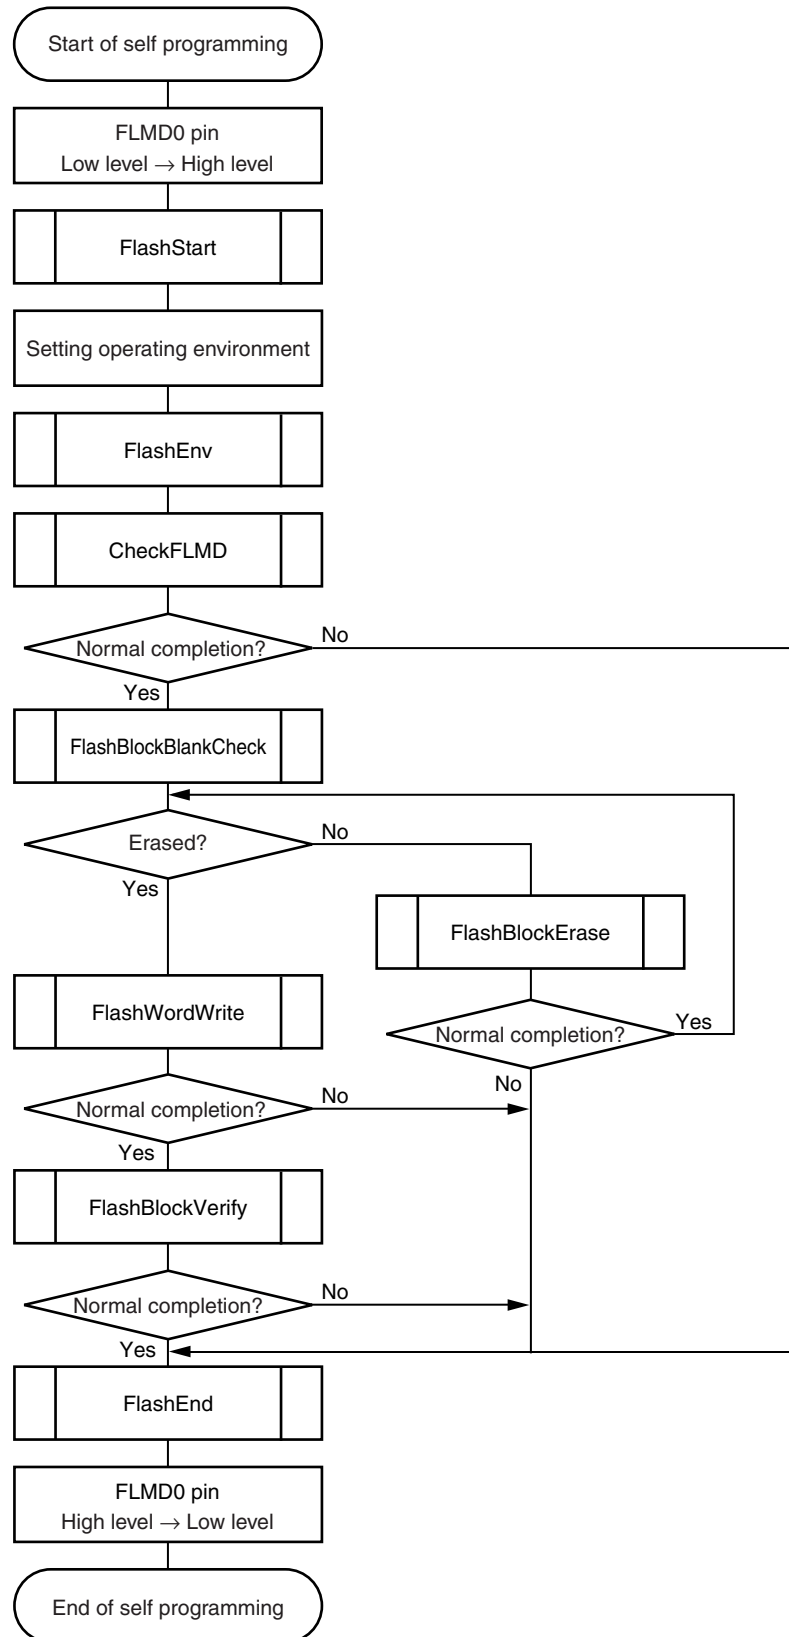 Start of self programming
FLMD0 pin
Low level → High level
FlashStart
Setting operating environment
FlashEnv
CheckFLMD
Normal completion?
No
Yes
FlashBlockBlankCheck
Erased?
No
Yes
FlashBlockErase
FlashWordWrite
Normal completion?
Yes
No
Normal completion?
No
Yes
FlashBlockVerify
Normal completion?
No
Yes
FlashEnd
FLMD0 pin
High level → Low level
End of self programming